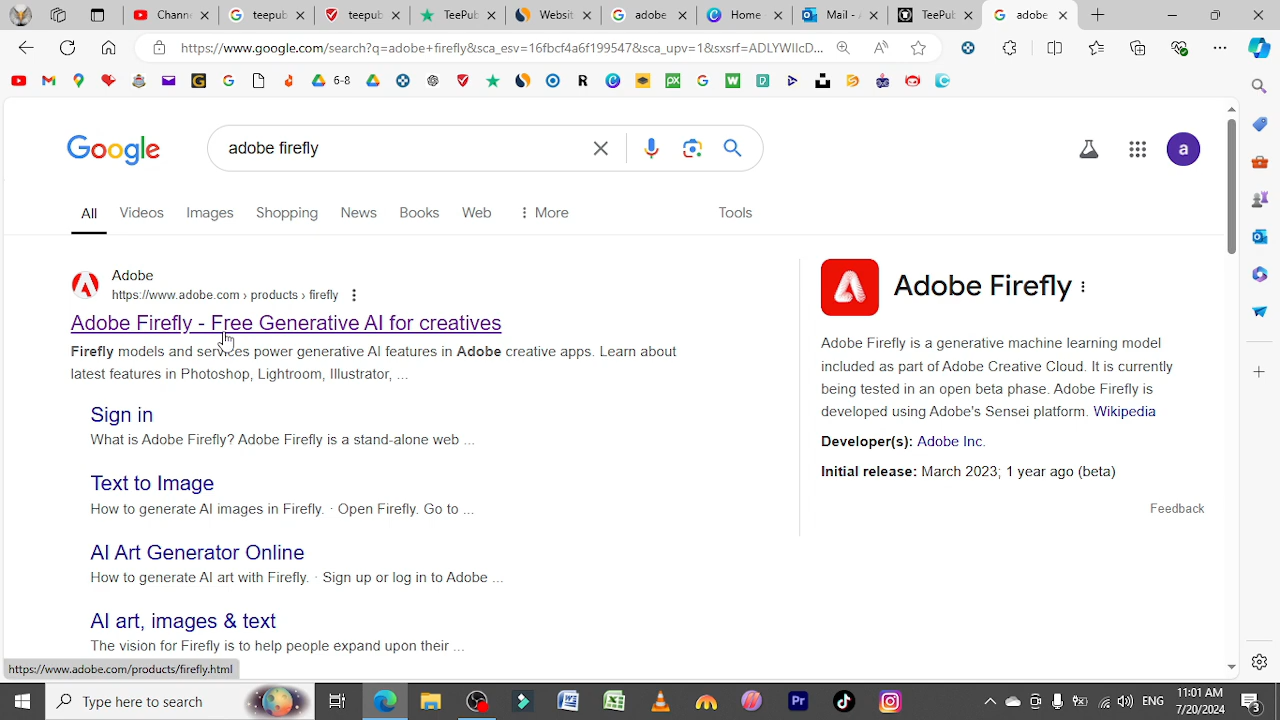 Chann
teepub
teepub
TeePub
Websit
adobe
Home
Mail - A
TeePub
adobe
https://www.google.com/search?q=adobe+firefly&sca_esv=16fbcf4a6f199547&sca_upv=1&sxsrf=ADLYWIIcD...
6-8
Google
adobe firefly
a
All Videos Images Shopping News Books Web More Tools
Adobe
https://www.adobe.com › products › firefly
Adobe Firefly - Free Generative AI for creatives
Firefly models and services power generative AI features in Adobe creative apps. Learn about
latest features in Photoshop, Lightroom, Illustrator, ...
Sign in
What is Adobe Firefly? Adobe Firefly is a stand-alone web ...
Text to Image
How to generate AI images in Firefly. · Open Firefly. Go to ...
AI Art Generator Online
How to generate AI art with Firefly. · Sign up or log in to Adobe ...
AI art, images & text
The vision for Firefly is to help people expand upon their ...
Adobe Firefly
Adobe Firefly is a generative machine learning model
included as part of Adobe Creative Cloud. It is currently
being tested in an open beta phase. Adobe Firefly is
developed using Adobe's Sensei platform. Wikipedia
Developer(s): Adobe Inc.
Initial release: March 2023; 1 year ago (beta)
Feedback
https://www.adobe.com/products/firefly.html
Type here to search
ENG
11:01 AM
7/20/2024
3